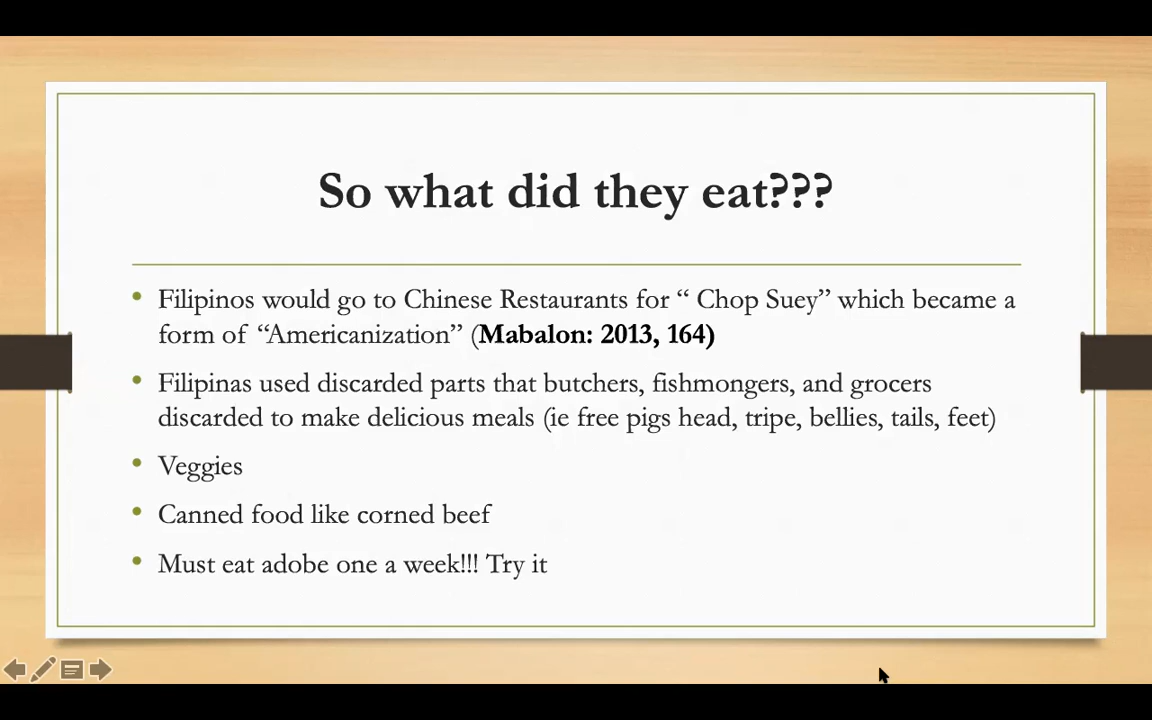 So what did they eat???
Filipinos would go to Chinese Restaurants for “ Chop Suey” which became a
form of “Americanization” (Mabalon: 2013, 164)
Filipinas used discarded parts that butchers, fishmongers, and grocers
discarded to make delicious meals (ie free pigs head, tripe, bellies, tails, feet)
Veggies
Canned food like corned beef
Must eat adobe one a week!!! Try it